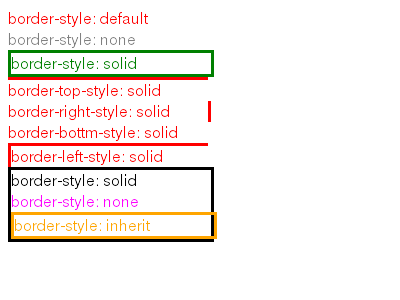 border-style: default
border-style: none
border-style: solid
border-top-style: solid
border-right-style: solid
border-bottm-style: solid
border-left-style: solid
border-style: solid
border-style: none
border-style: inherit